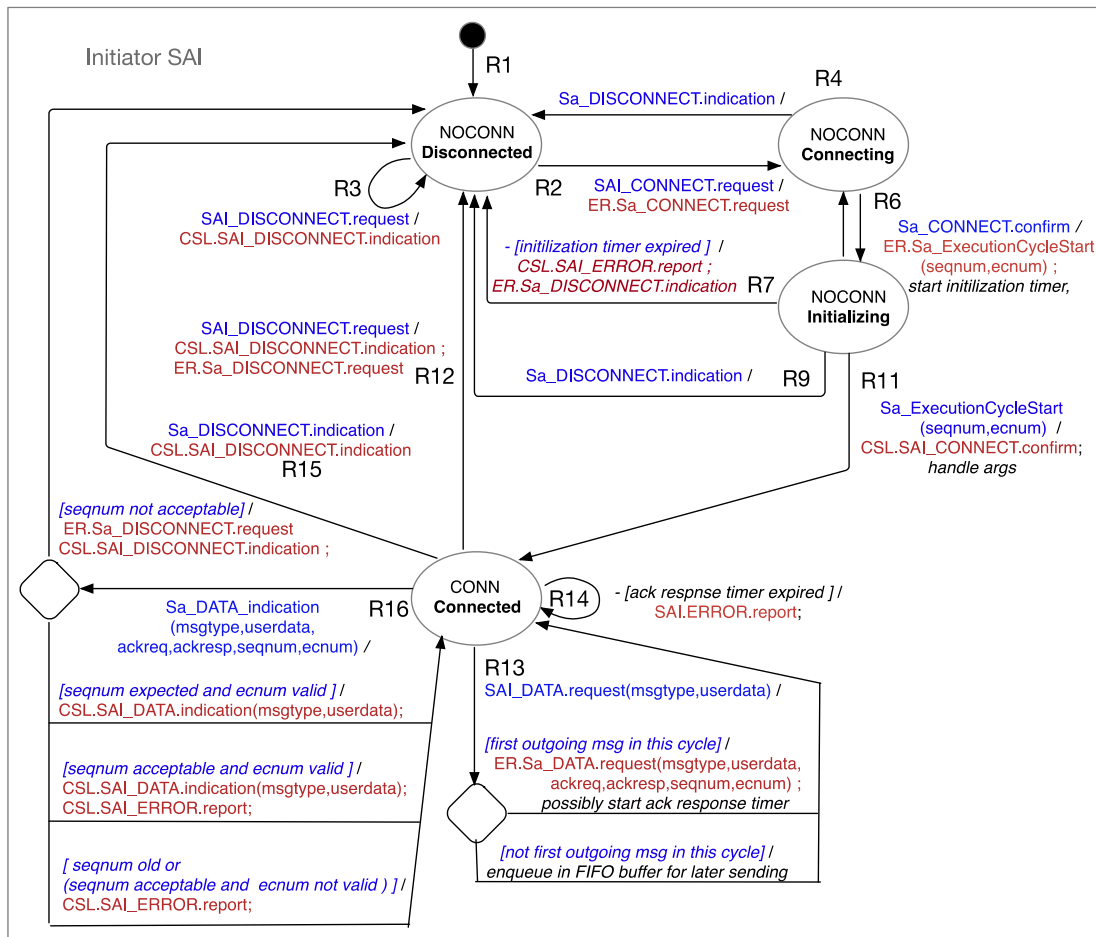 Initiator SAI
R1
R4
Sa_DISCONNECT.indication /
NOCONN
Disconnected
NOCONN
Connecting
R3
R2
SAI_CONNECT.request /
ER.Sa_CONNECT.request
R6
SAI_DISCONNECT.request /
CSL.SAI_DISCONNECT.indication
Sa_CONNECT.confirm /
ER.Sa_ExecutionCycleStart
(seqnum,ecnum) ;
start initilization timer,
- [initilization timer expired ] /
CSL.SAI_ERROR.report ;
ER.Sa_DISCONNECT.indication
R7
NOCONN
Initializing
SAI_DISCONNECT.request /
CSL.SAI_DISCONNECT.indication ;
ER.Sa_DISCONNECT.request
R12
Sa_DISCONNECT.indication /
R9
R11
Sa_ExecutionCycleStart
(seqnum,ecnum) /
CSL.SAI_CONNECT.confirm;
handle args
Sa_DISCONNECT.indication /
CSL.SAI_DISCONNECT.indication
R15
[seqnum not acceptable] /
ER.Sa_DISCONNECT.request
CSL.SAI_DISCONNECT.indication ;
CONN
Connected
R14
- [ack respnse timer expired ] /
SAI.ERROR.report;
R16
Sa_DATA_indication
(msgtype,userdata,
ackreq,ackresp,seqnum,ecnum) /
R13
SAI_DATA.request(msgtype,userdata) /
[seqnum expected and ecnum valid ] /
CSL.SAI_DATA.indication(msgtype,userdata);
[first outgoing msg in this cycle] /
ER.Sa_DATA.request(msgtype,userdata,
ackreq,ackresp,seqnum,ecnum) ;
possibly start ack response timer
[seqnum acceptable and ecnum valid ] /
CSL.SAI_DATA.indication(msgtype,userdata);
CSL.SAI_ERROR.report;
[not first outgoing msg in this cycle] /
enqueue in FIFO buffer for later sending
[ seqnum old or
(seqnum acceptable and ecnum not valid ) ] /
CSL.SAI_ERROR.report;